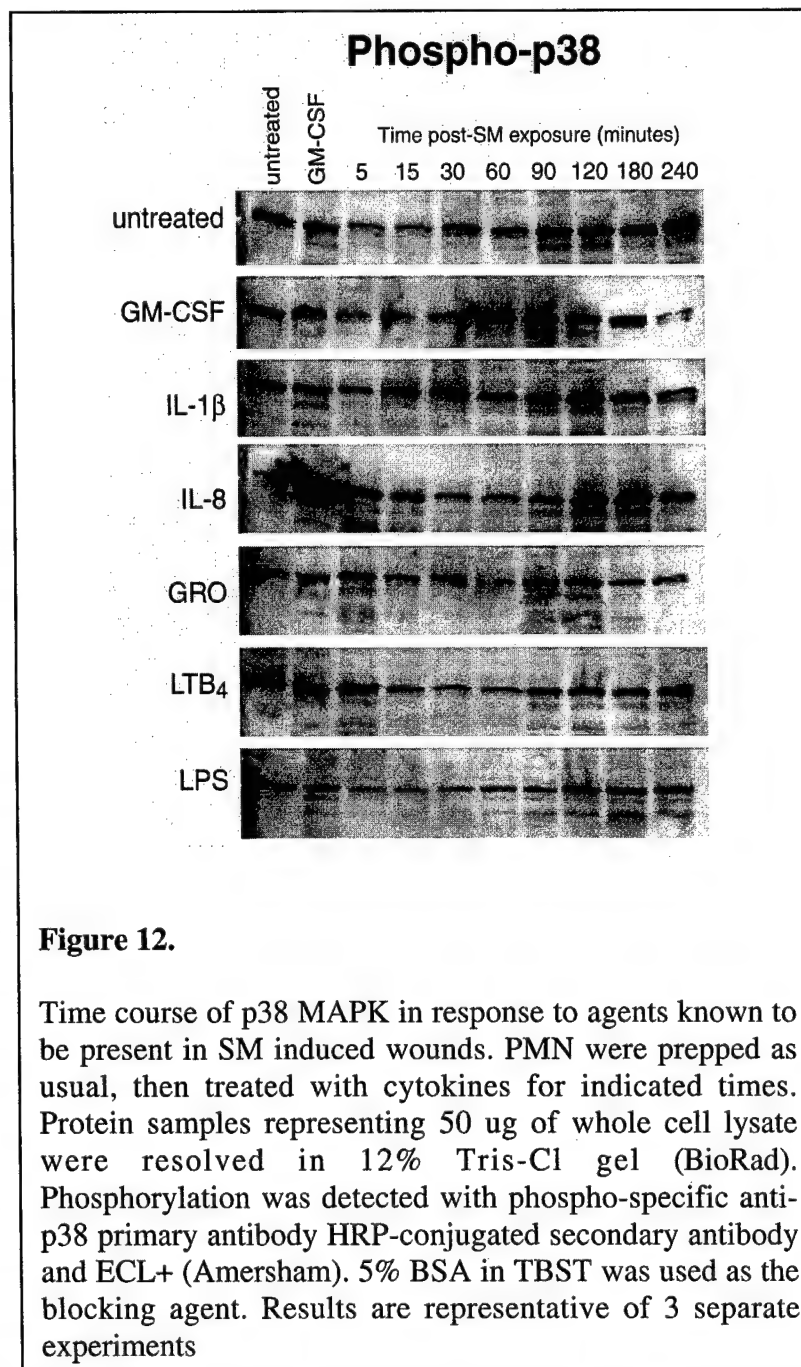 Phospho-p38
untreated
GM-CSF
Time post-SM exposure (minutes)
5 15 30 60 90 120 180 240
untreated
GM-CSF
IL-1β
IL-8
GRO
LTB4
LPS
Figure 12.
Time course of p38 MAPK in response to agents known to
be present in SM induced wounds. PMN were prepped as
usual, then treated with cytokines for indicated times.
Protein samples representing 50 ug of whole cell lysate
were resolved in 12% Tris-Cl gel (BioRad).
Phosphorylation was detected with phospho-specific anti-
p38 primary antibody HRP-conjugated secondary antibody
and ECL+ (Amersham). 5% BSA in TBST was used as the
blocking agent. Results are representative of 3 separate
experiments